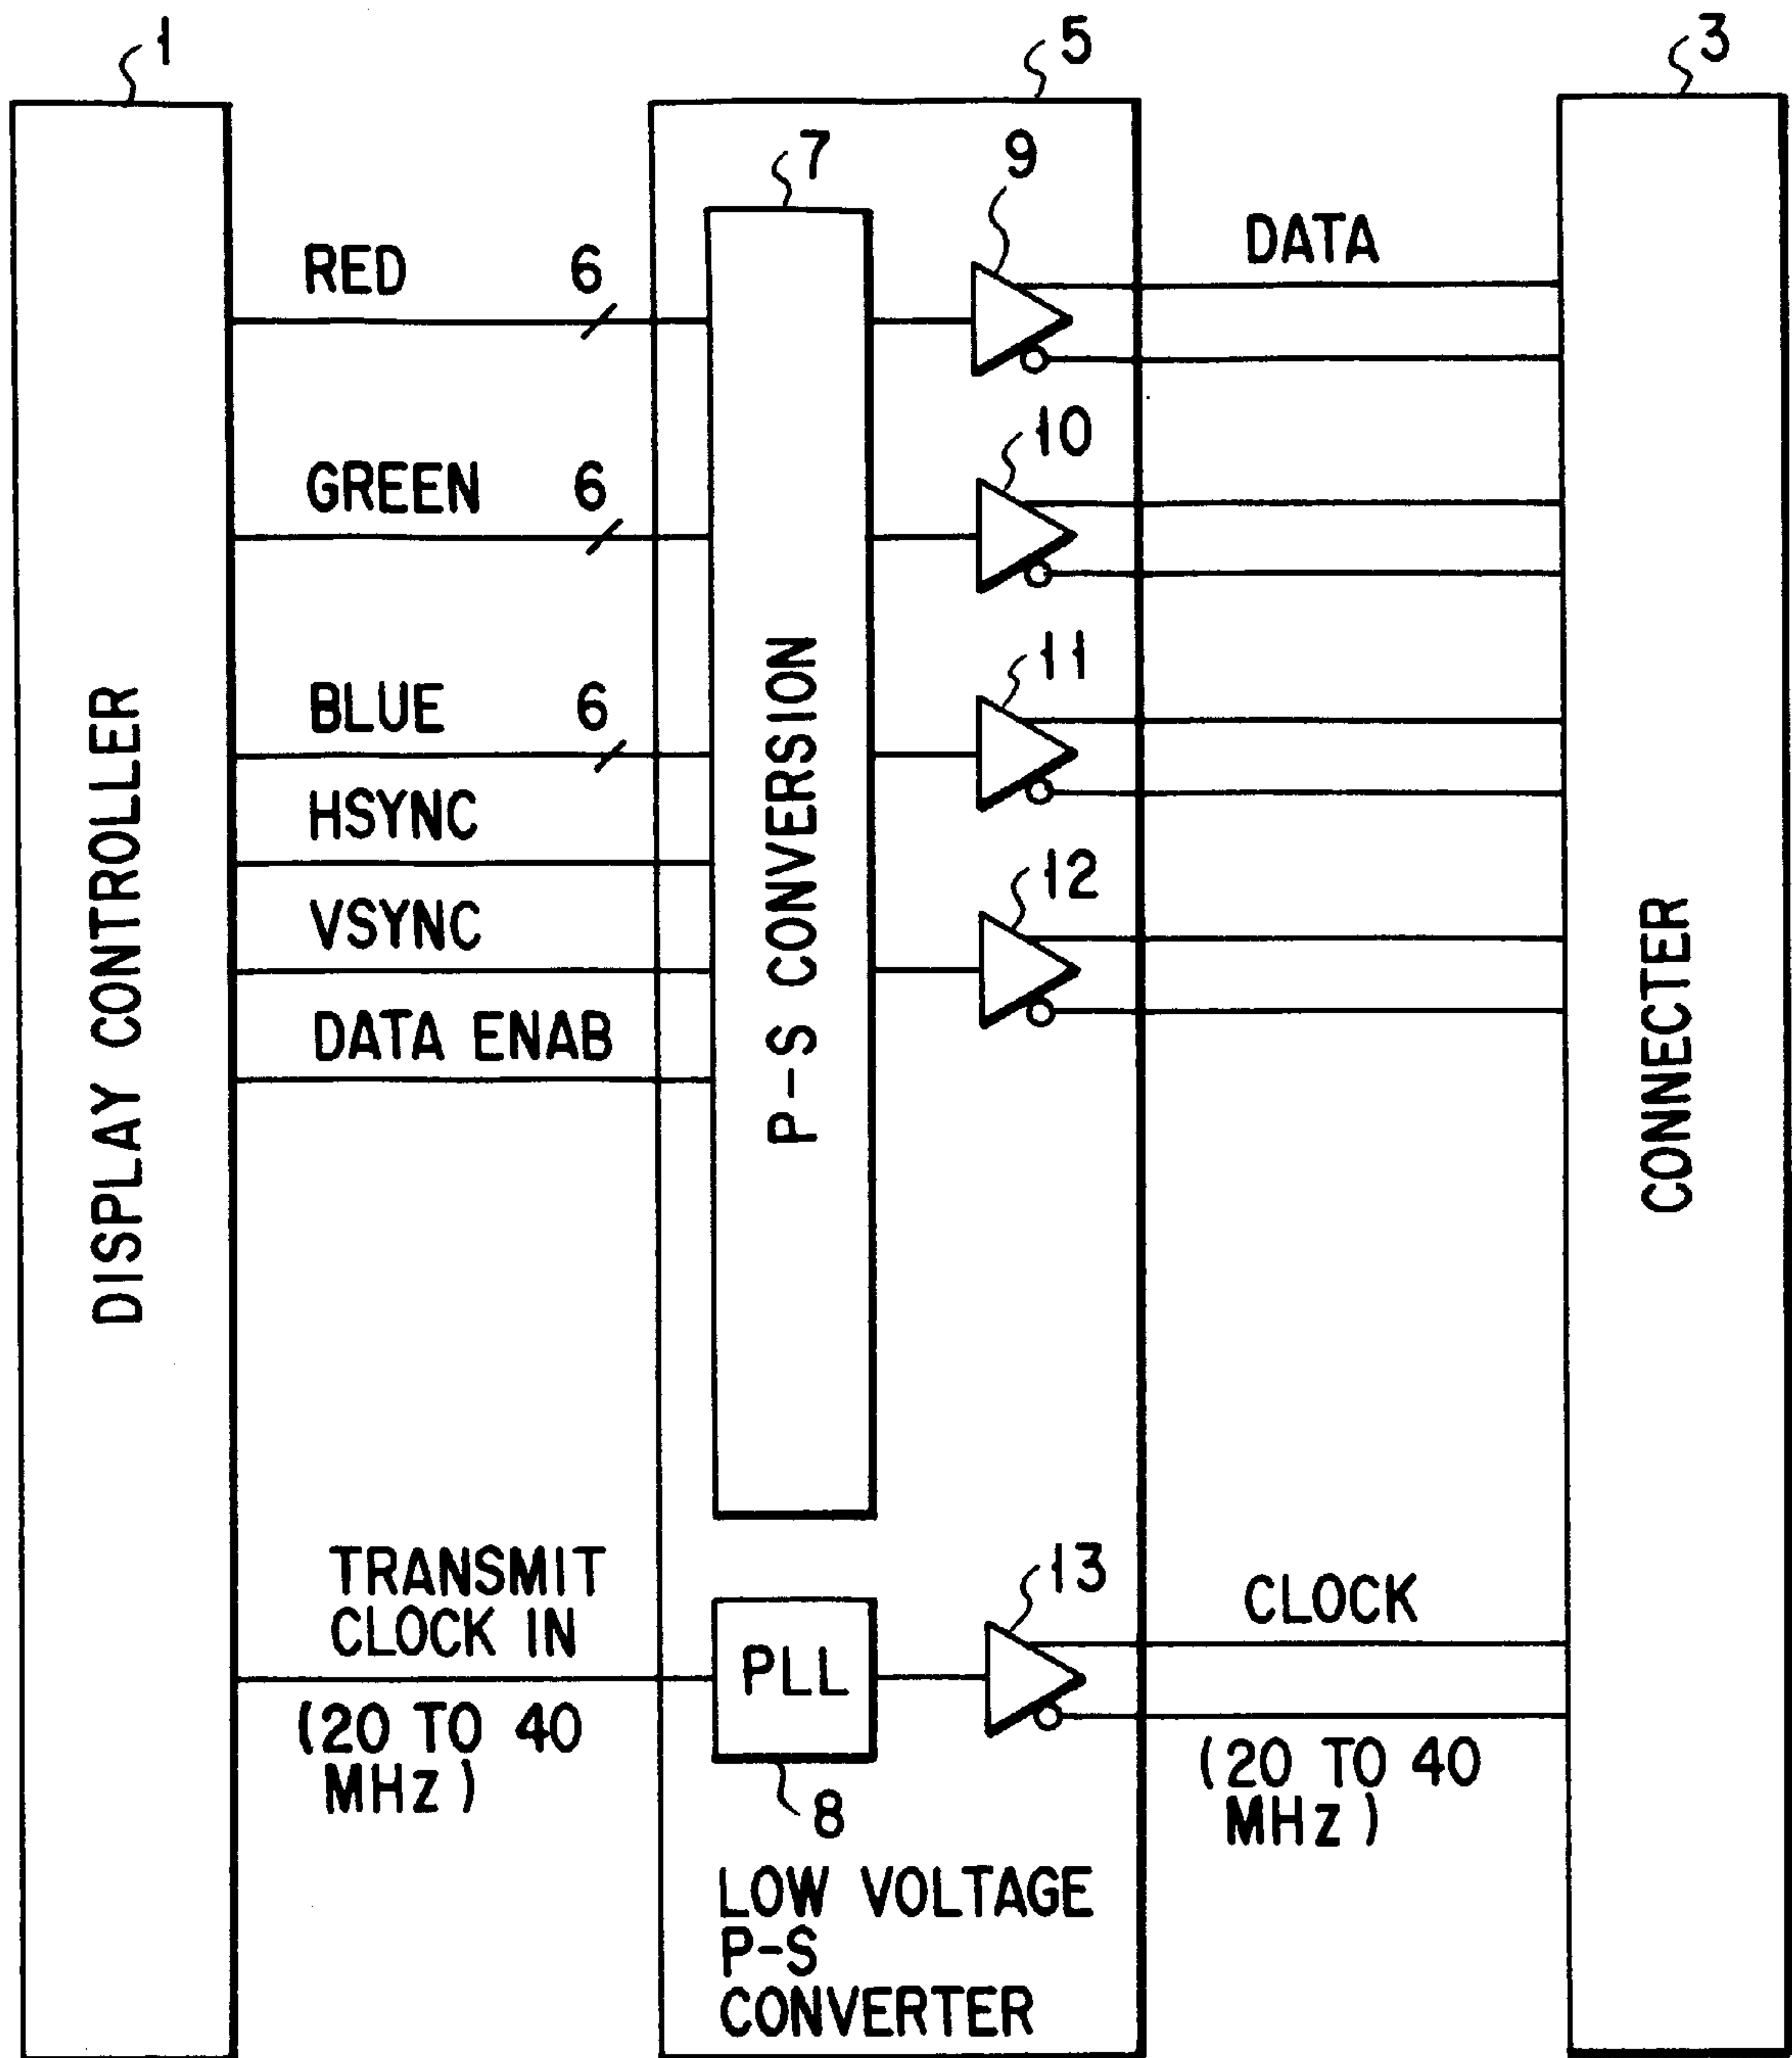 1
5
3
7
9
RED 6
DATA
10
GREEN 6
11
BLUE 6
HSYNC
12
VSYNC
DATA ENAB
DISPLAY CONTROLLER
P-S CONVERSION
CONNECTER
13
TRANSMIT
CLOCK IN
(20 TO 40
MHz)
PLL
CLOCK
(20 TO 40
MHz)
8
LOW VOLTAGE
P-S
CONVERTER